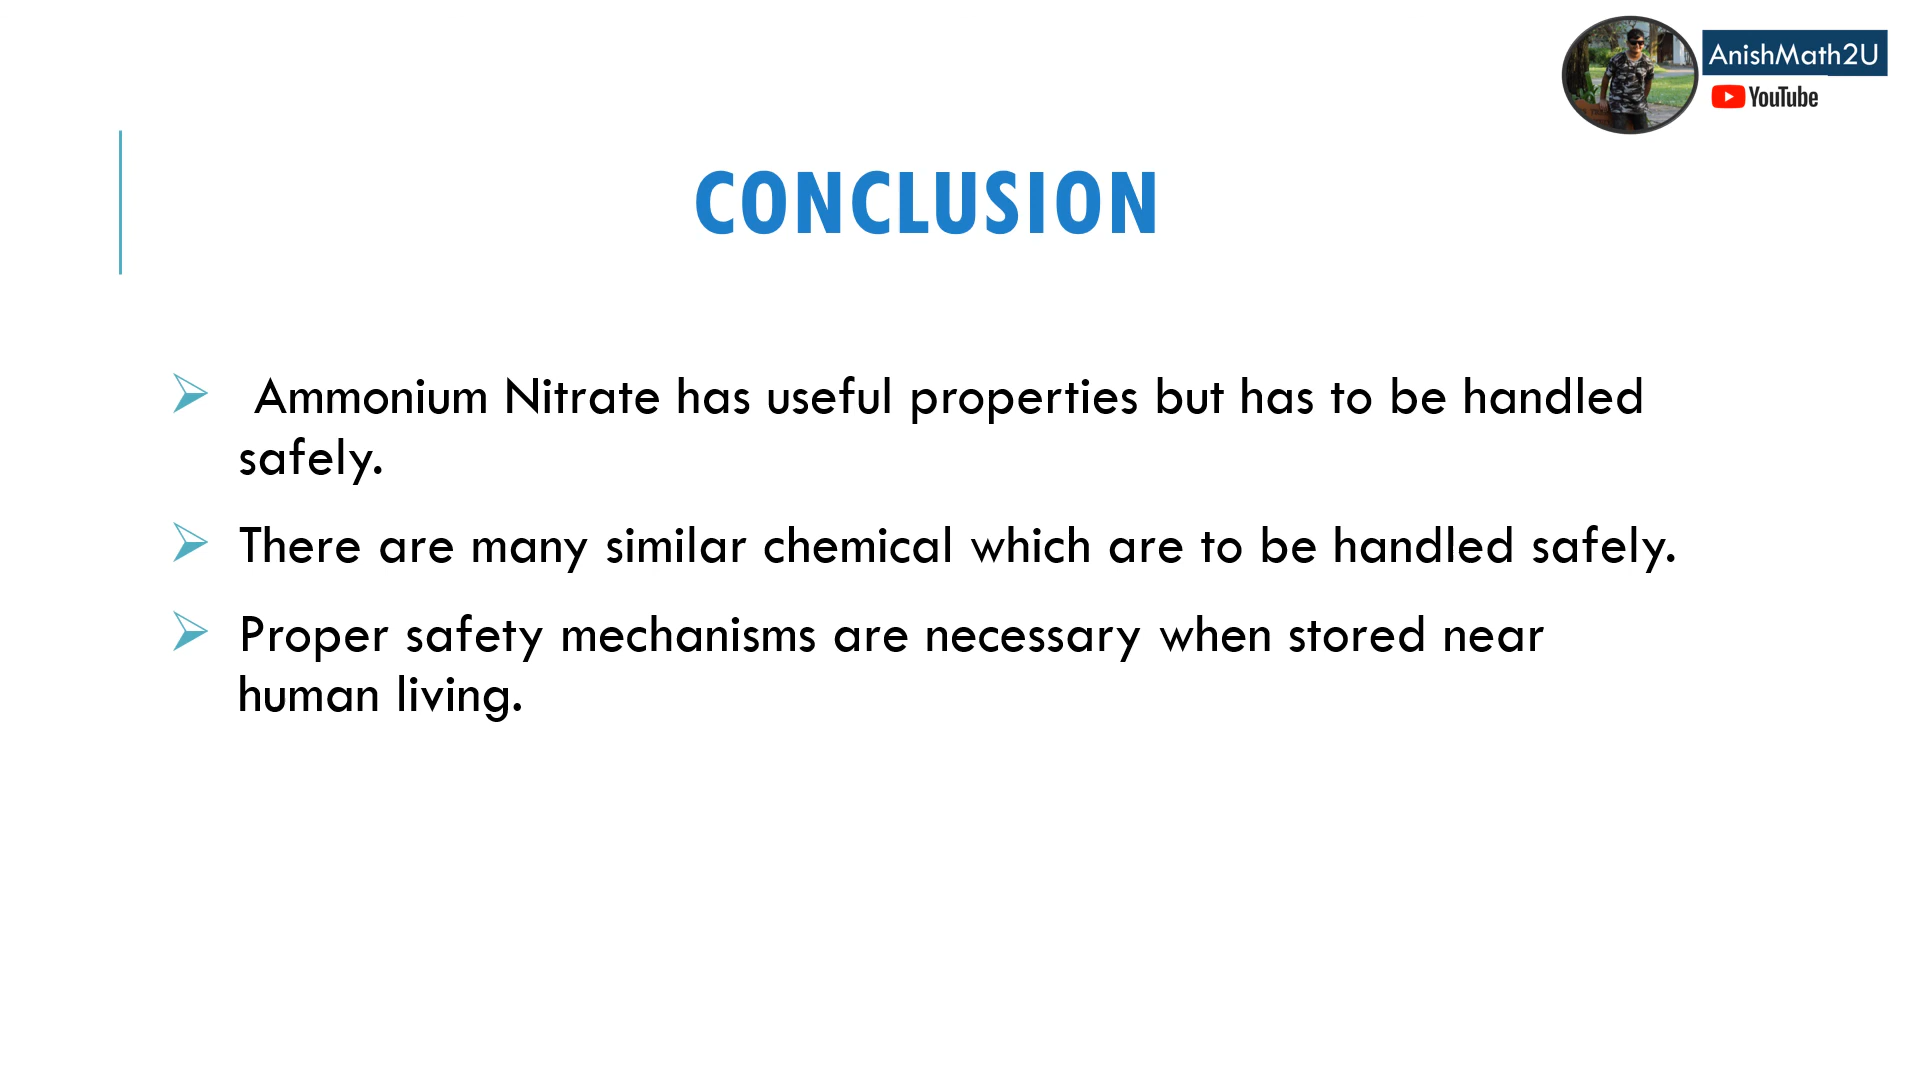 AnishMath2U
YouTube
CONCLUSION
Ammonium Nitrate has useful properties but has to be handled
safely.
There are many similar chemical which are to be handled safely.
Proper safety mechanisms are necessary when stored near
human living.